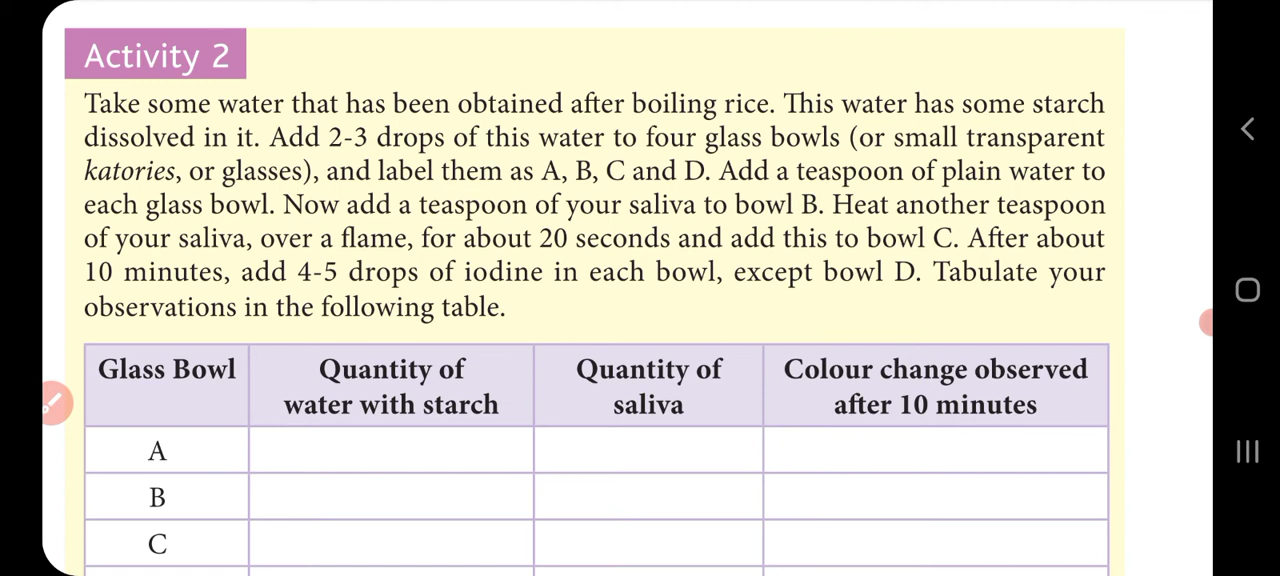 Activity 2
Take some water that has been obtained after boiling rice. This water has some starch
dissolved in it. Add 2-3 drops of this water to four glass bowls (or small transparent
katories, or glasses), and label them as A, B, C and D. Add a teaspoon of plain water to
each glass bowl. Now add a teaspoon of your saliva to bowl B. Heat another teaspoon
of your saliva, over a flame, for about 20 seconds and add this to bowl C. After about
10 minutes, add 4-5 drops of iodine in each bowl, except bowl D. Tabulate your
observations in the following table.
Glass Bowl Quantity of water with starch Quantity of saliva Colour change observed after 10 minutes
A
B
C